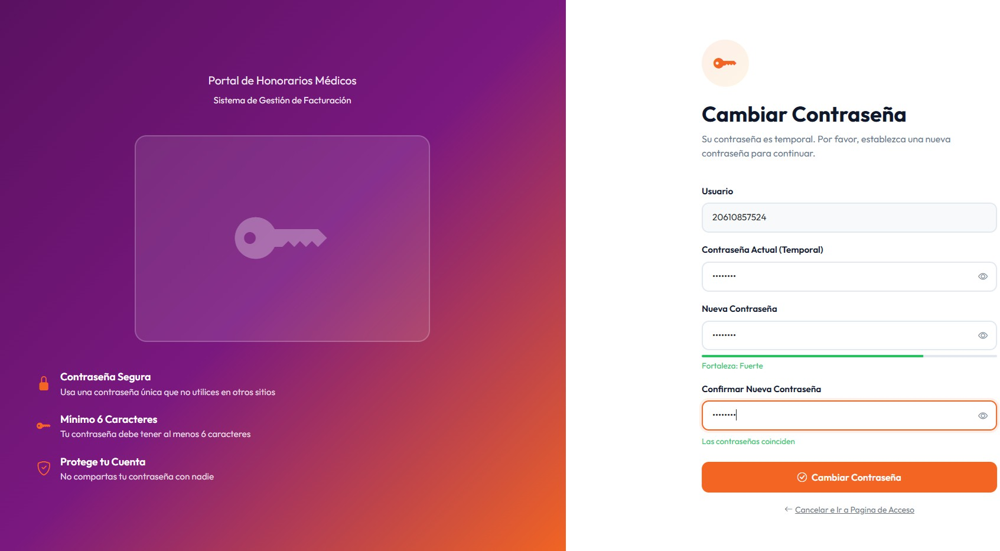 Portal de Honorarios Médicos
Sistema de Gestión de Facturación
Contraseña Segura
Usa una contraseña única que no utilices en otros sitios
Mínimo 6 Caracteres
Tu contraseña debe tener al menos 6 caracteres
Protege tu Cuenta
No compartas tu contraseña con nadie
Cambiar Contraseña
Su contraseña es temporal. Por favor, establezca una nueva
contraseña para continuar.
Usuario
20610857524
Contraseña Actual (Temporal)
••••••••
Nueva Contraseña
••••••••
Fortaleza: Fuerte
Confirmar Nueva Contraseña
••••••••
Las contraseñas coinciden
Cambiar Contraseña
← Cancelar e Ir a Pagina de Acceso